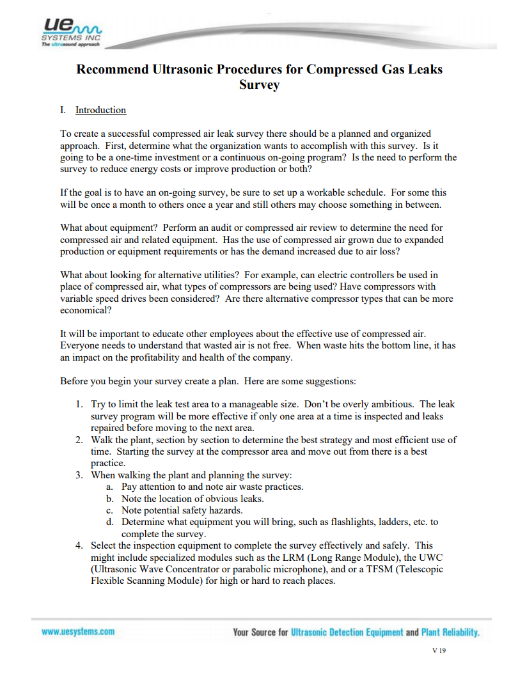 ue
SYSTEMS INC
The ultrasound approach
Recommend Ultrasonic Procedures for Compressed Gas Leaks
Survey
I. Introduction
To create a successful compressed air leak survey there should be a planned and organized
approach. First, determine what the organization wants to accomplish with this survey. Is it
going to be a one-time investment or a continuous on-going program? Is the need to perform the
survey to reduce energy costs or improve production or both?
If the goal is to have an on-going survey, be sure to set up a workable schedule. For some this
will be once a month to others once a year and still others may choose something in between.
What about equipment? Perform an audit or compressed air review to determine the need for
compressed air and related equipment. Has the use of compressed air grown due to expanded
production or equipment requirements or has the demand increased due to air loss?
What about looking for alternative utilities? For example, can electric controllers be used in
place of compressed air, what types of compressors are being used? Have compressors with
variable speed drives been considered? Are there alternative compressor types that can be more
economical?
It will be important to educate other employees about the effective use of compressed air.
Everyone needs to understand that wasted air is not free. When waste hits the bottom line, it has
an impact on the profitability and health of the company.
Before you begin your survey create a plan. Here are some suggestions:
1. Try to limit the leak test area to a manageable size. Don't be overly ambitious. The leak
survey program will be more effective if only one area at a time is inspected and leaks
repaired before moving to the next area.
2. Walk the plant, section by section to determine the best strategy and most efficient use of
time. Starting the survey at the compressor area and move out from there is a best
practice.
3. When walking the plant and planning the survey:
a. Pay attention to and note air waste practices.
b. Note the location of obvious leaks.
c. Note potential safety hazards.
d. Determine what equipment you will bring, such as flashlights, ladders, etc. to
complete the survey.
4. Select the inspection equipment to complete the survey effectively and safely. This
might include specialized modules such as the LRM (Long Range Module), the UWC
(Ultrasonic Wave Concentrator or parabolic microphone), and or a TFSM (Telescopic
Flexible Scanning Module) for high or hard to reach places.
www.uesystems.com Your Source for Ultrasonic Detection Equipment and Plant Reliability.
V 19